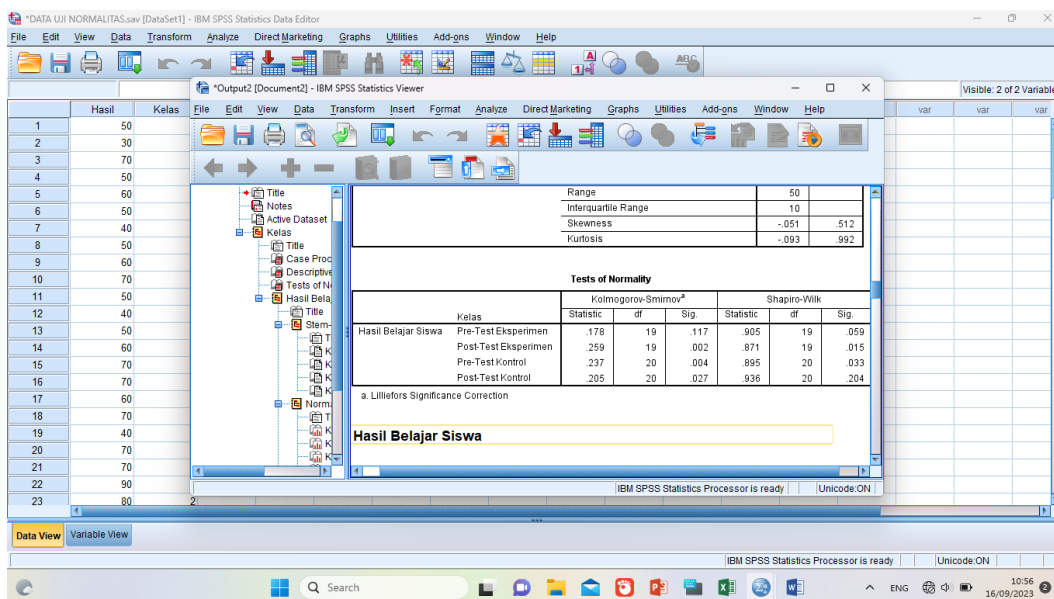 *DATA UJI NORMALITAS.sav [DataSet1] - IBM SPSS Statistics Data Editor
File Edit View Data Transform Analyze Direct Marketing Graphs Utilities Add-ons Window Help
Visible: 2 of 2 Variable
Hasil Kelas var var var
1 50
2 30
3 70
4 50
5 60
6 50
7 40
8 50
9 60
10 70
11 50
12 40
13 50
14 60
15 70
16 70
17 60
18 70
19 40
20 70
21 70
22 90
23 80 2
*Output2 [Document2] - IBM SPSS Statistics Viewer
File Edit View Data Transform Insert Format Analyze Direct Marketing Graphs Utilities Add-ons Window Help
Title
Notes
Active Dataset
Kelas
Title
Case Proc
Descriptive
Tests of N
Hasil Bela
Title
Stem-
T
K
K
K
K
Norm
T
K
K
K
Range 50
Interquartile Range 10
Skewness -.051 .512
Kurtosis -.093 .992
Tests of Normality
Kolmogorov-Smirnovª Shapiro-Wilk
Kelas Statistic df Sig. Statistic df Sig.
Hasil Belajar Siswa Pre-Test Eksperimen .178 19 .117 .905 19 .059
Post-Test Eksperimen .259 19 .002 .871 19 .015
Pre-Test Kontrol .237 20 .004 .895 20 .033
Post-Test Kontrol .205 20 .027 .936 20 .204
a. Lilliefors Significance Correction
Hasil Belajar Siswa
IBM SPSS Statistics Processor is ready Unicode:ON
Data View Variable View
IBM SPSS Statistics Processor is ready Unicode:ON
Search
ENG
10:56
16/09/2023
2